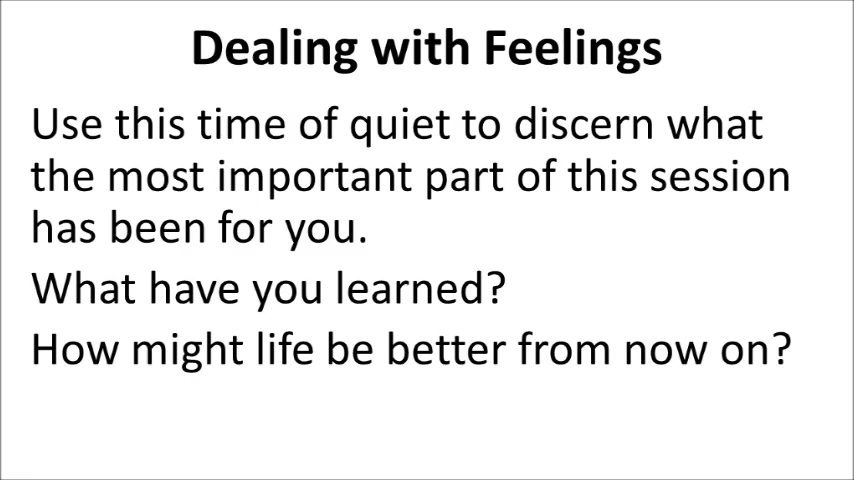 Dealing with Feelings
Use this time of quiet to discern what
the most important part of this session
has been for you.
What have you learned?
How might life be better from now on?